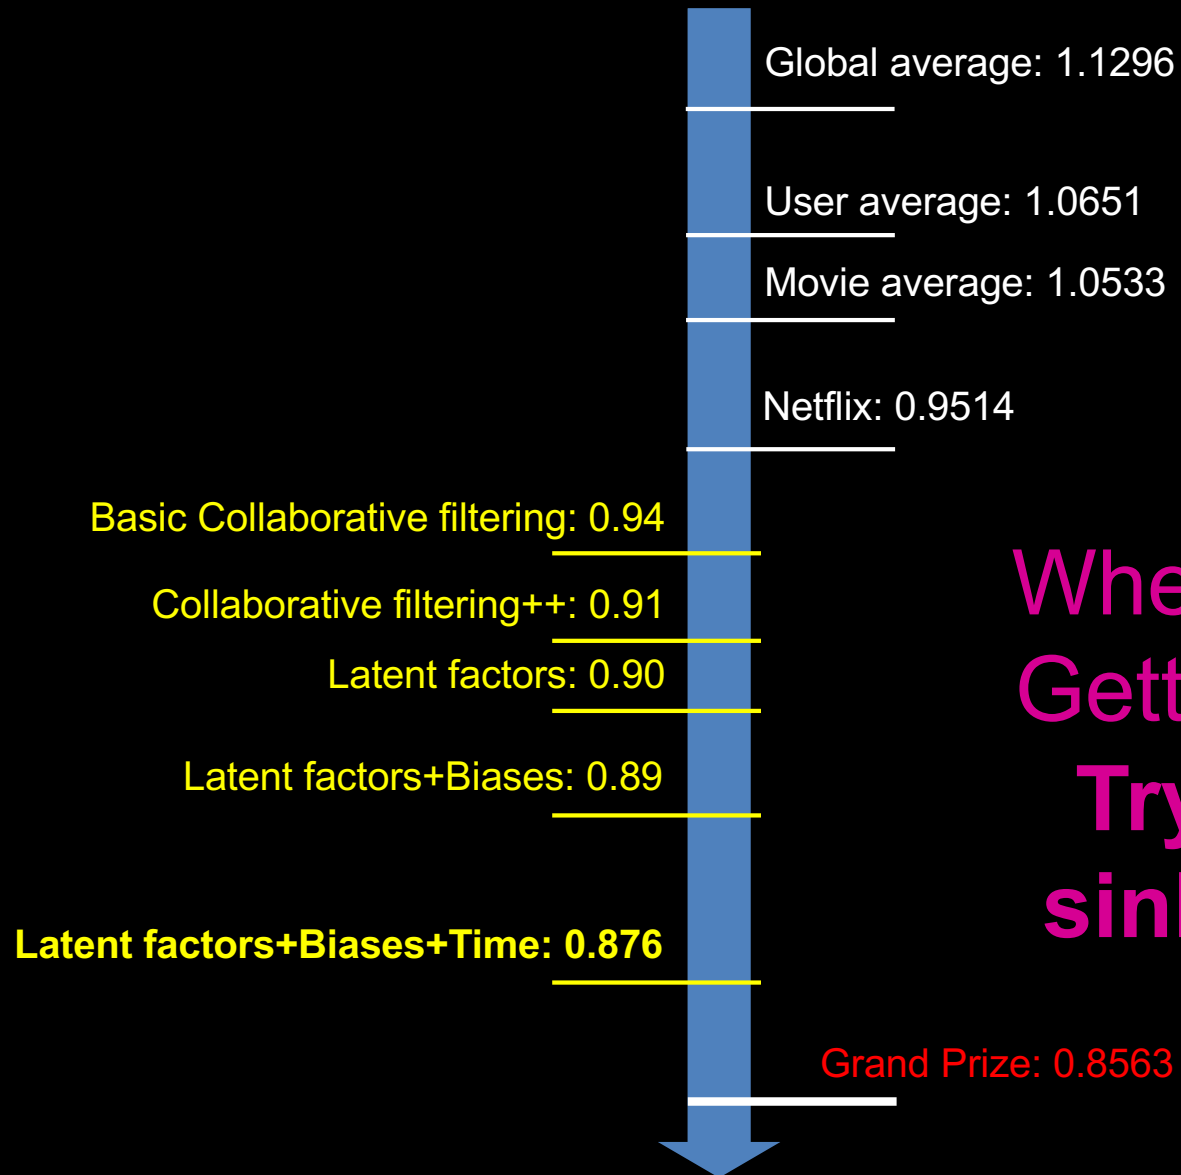 Global average: 1.1296
User average: 1.0651
Movie average: 1.0533
Netflix: 0.9514
Basic Collaborative filtering: 0.94
Collaborative filtering++: 0.91
Latent factors: 0.90
Latent factors+Biases: 0.89
Latent factors+Biases+Time: 0.876
Grand Prize: 0.8563